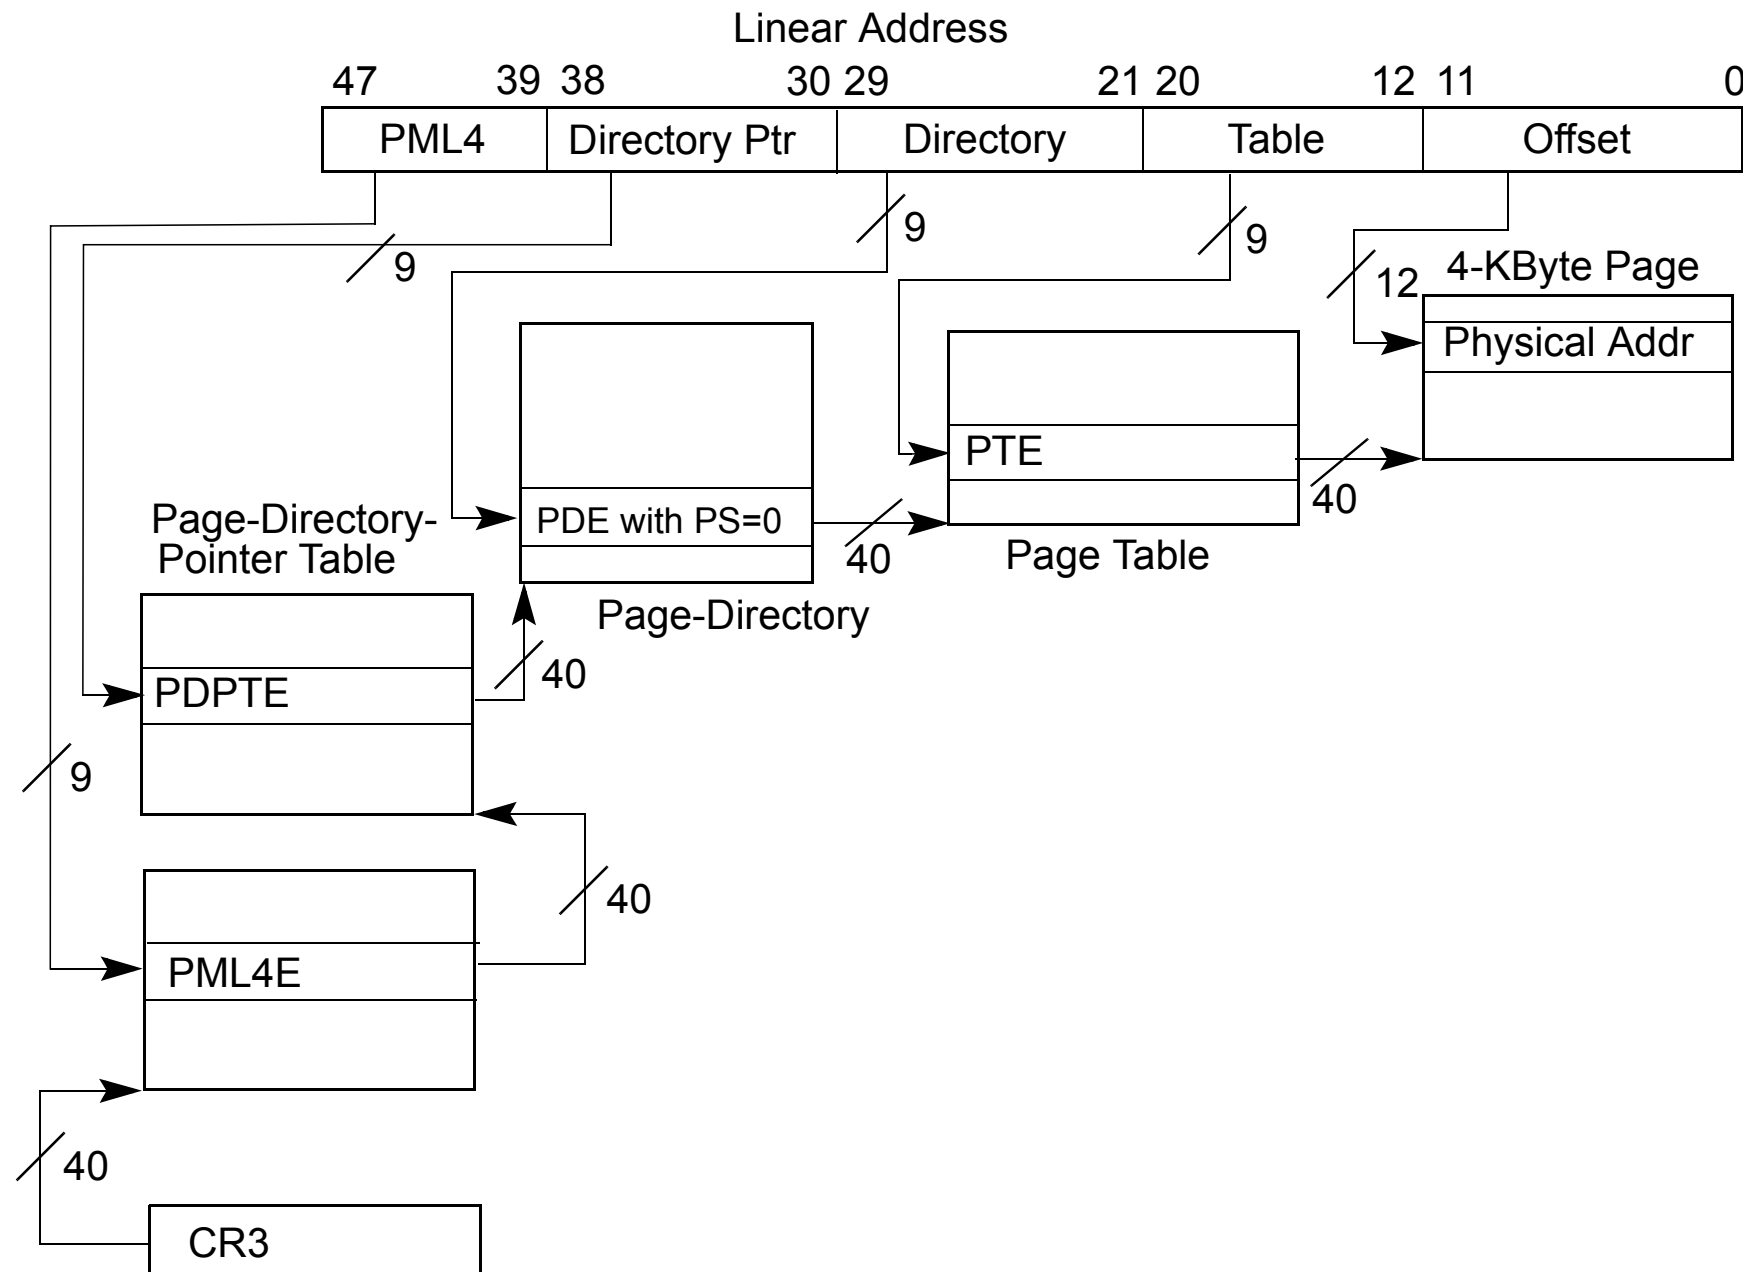 Linear Address
47 39 38 30 29 21 20 12 11 0
PML4 Directory Ptr Directory Table Offset
9
9
9
12
4-KByte Page
Physical Addr
PTE
40
Page Table
PDE with PS=0
40
Page-Directory
Page-Directory-
Pointer Table
PDPTE
40
9
PML4E
40
40
CR3